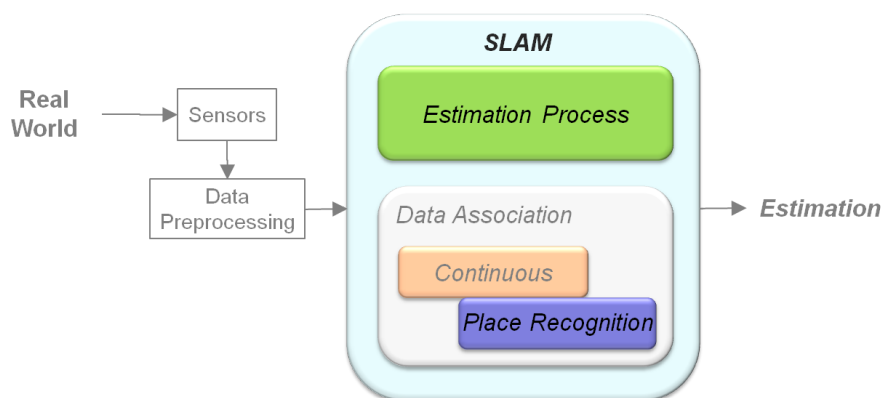 SLAM
Real
World
Sensors
Estimation Process
Data
Preprocessing
Data Association
Estimation
Continuous
Place Recognition